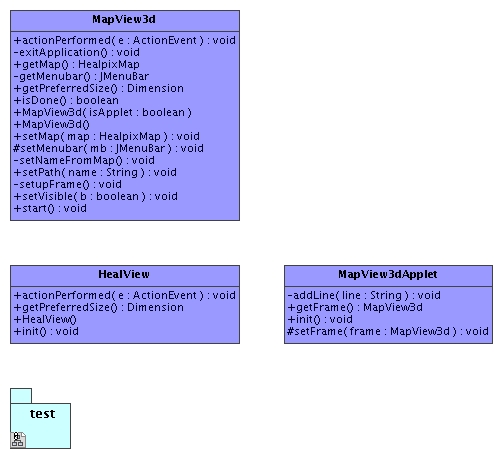 MapView3d
+actionPerformed( e : ActionEvent ) : void
-exitApplication() : void
+getMap() : HealpixMap
-getMenubar() : JMenuBar
+getPreferredSize() : Dimension
+isDone() : boolean
+MapView3d( isApplet : boolean )
+MapView3d()
+setMap( map : HealpixMap ) : void
#setMenubar( mb : JMenuBar ) : void
-setNameFromMap() : void
+setPath( name : String ) : void
-setupFrame() : void
+setVisible( b : boolean ) : void
+start() : void
HealView
+actionPerformed( e : ActionEvent ) : void
+getPreferredSize() : Dimension
+HealView()
+init() : void
MapView3dApplet
-addLine( line : String ) : void
+getFrame() : MapView3d
+init() : void
#setFrame( frame : MapView3d ) : void
test